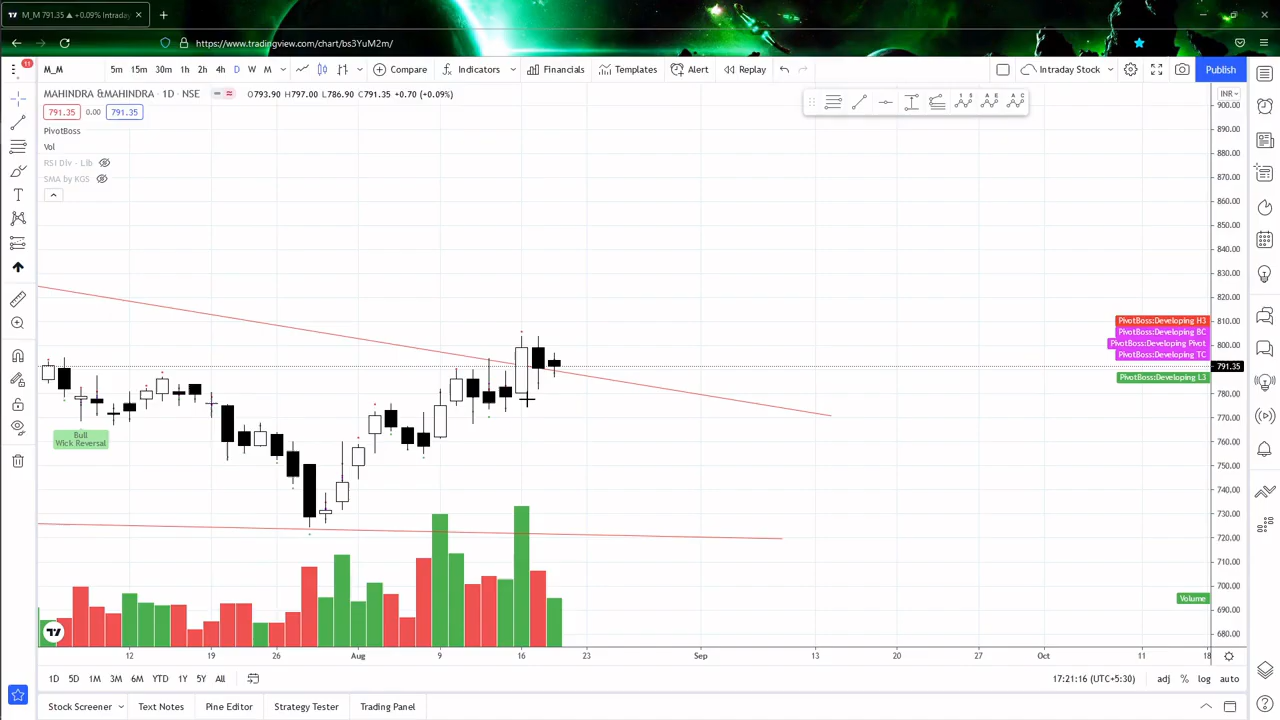 M_M 791.35 ▲ +0.09% Intraday
https://www.tradingview.com/chart/bs3YuM2m/
11
M_M 5m 15m 30m 1h 2h 4h D W M Compare Indicators Financials Templates Alert Replay Intraday Stock Publish
MAHINDRA &MAHINDRA · 1D · NSE O793.90 H797.00 L786.90 C791.35 +0.70 (+0.09%)
INR
791.35 0.00 791.35
PivotBoss
Vol
RSI Div - Lib
SMA by KGS
900.00
890.00
880.00
870.00
860.00
850.00
840.00
830.00
820.00
810.00
800.00
791.35
780.00
770.00
760.00
750.00
740.00
730.00
720.00
710.00
700.00
690.00
680.00
PivotBoss:Developing H3
PivotBoss:Developing BC
PivotBoss:Developing Pivot
PivotBoss:Developing TC
PivotBoss:Developing L3
Bull
Wick Reversal
Volume
12 19 26 Aug 9 16 23 Sep 13 20 27 Oct 11 18
1D 5D 1M 3M 6M YTD 1Y 5Y All 17:21:16 (UTC+5:30) adj % log auto
Stock Screener Text Notes Pine Editor Strategy Tester Trading Panel